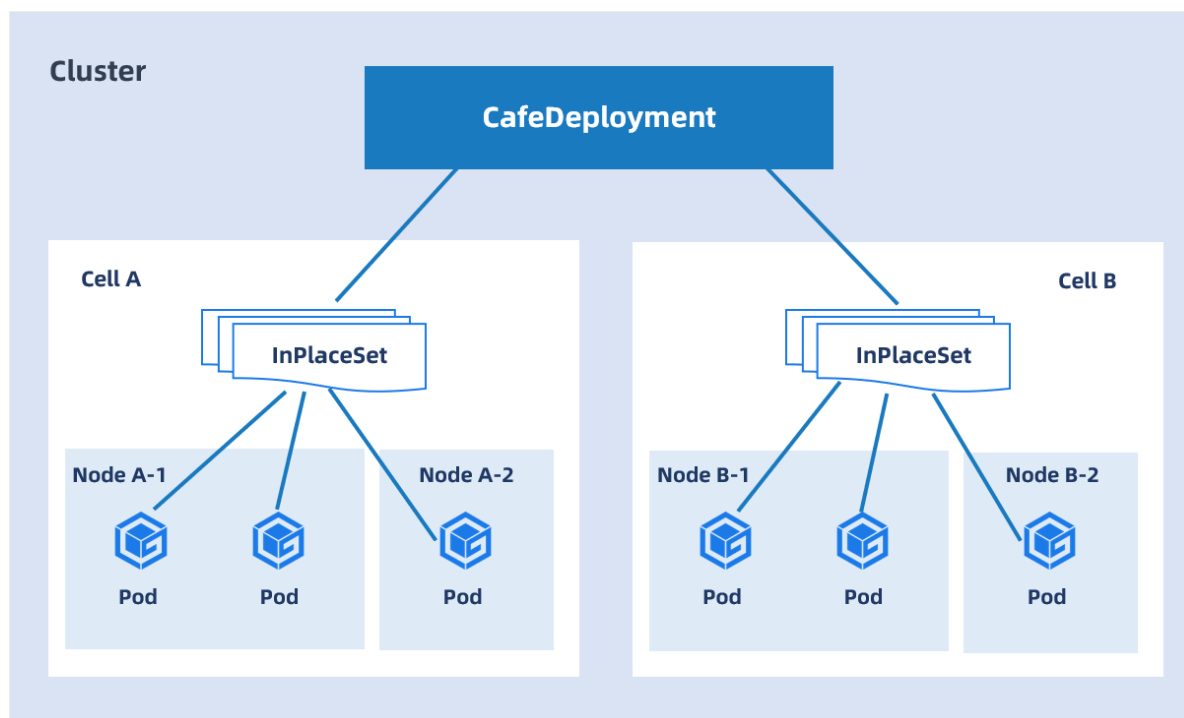 Cluster
CafeDeployment
Cell A
InPlaceSet
Node A-1
Node A-2
Pod
Pod
Pod
Cell B
InPlaceSet
Node B-1
Node B-2
Pod
Pod
Pod